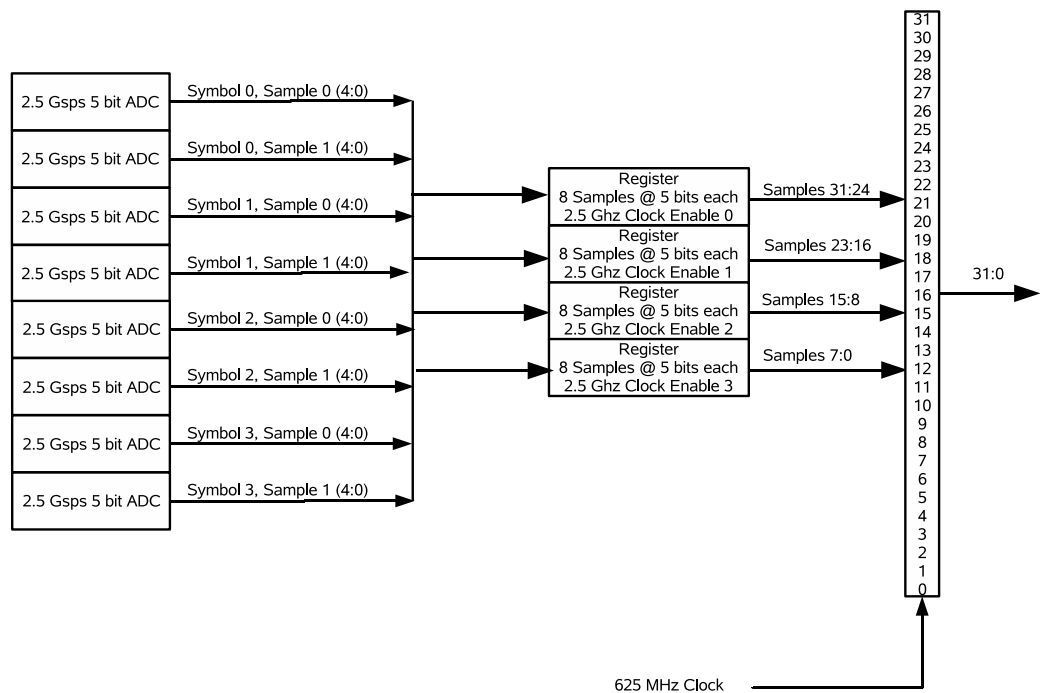 2.5 Gsps 5 bit ADC
Symbol 0, Sample 0 (4:0)
2.5 Gsps 5 bit ADC
Symbol 0, Sample 1 (4:0)
2.5 Gsps 5 bit ADC
Symbol 1, Sample 0 (4:0)
2.5 Gsps 5 bit ADC
Symbol 1, Sample 1 (4:0)
2.5 Gsps 5 bit ADC
Symbol 2, Sample 0 (4:0)
2.5 Gsps 5 bit ADC
Symbol 2, Sample 1 (4:0)
2.5 Gsps 5 bit ADC
Symbol 3, Sample 0 (4:0)
2.5 Gsps 5 bit ADC
Symbol 3, Sample 1 (4:0)
Register
8 Samples @ 5 bits each
2.5 Ghz Clock Enable 0
Samples 31:24
Register
8 Samples @ 5 bits each
2.5 Ghz Clock Enable 1
Samples 23:16
Register
8 Samples @ 5 bits each
2.5 Ghz Clock Enable 2
Samples 15:8
Register
8 Samples @ 5 bits each
2.5 Ghz Clock Enable 3
Samples 7:0
31
30
29
28
27
26
25
24
23
22
21
20
19
18
17
16
15
14
13
12
11
10
9
8
7
6
5
4
3
2
1
0
31:0
625 MHz Clock